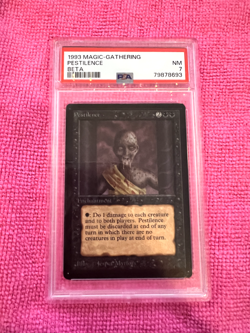 1993 MAGIC-GATHERING
PESTILENCE
BETA
NM
7
PSA
79878693
Pestilence
Enchantment
: Do 1 damage to each creature
and to both players. Pestilence
must be discarded at end of any
turn in which there are no
creatures in play at end of turn.